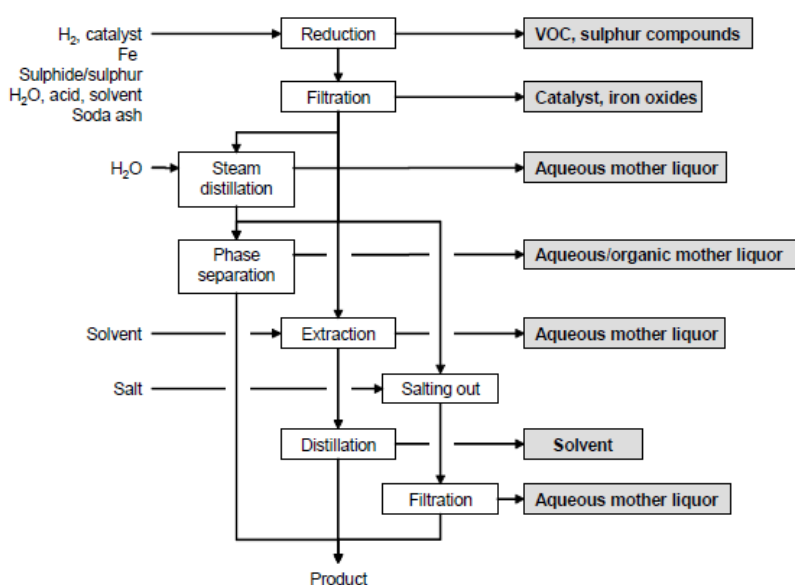 H₂, catalyst
Fe
Sulphide/sulphur
H₂O, acid, solvent
Soda ash
Reduction
VOC, sulphur compounds
Filtration
Catalyst, iron oxides
H₂O
Steam
distillation
Aqueous mother liquor
Phase
separation
Aqueous/organic mother liquor
Solvent
Extraction
Aqueous mother liquor
Salt
Salting out
Distillation
Solvent
Filtration
Aqueous mother liquor
Product